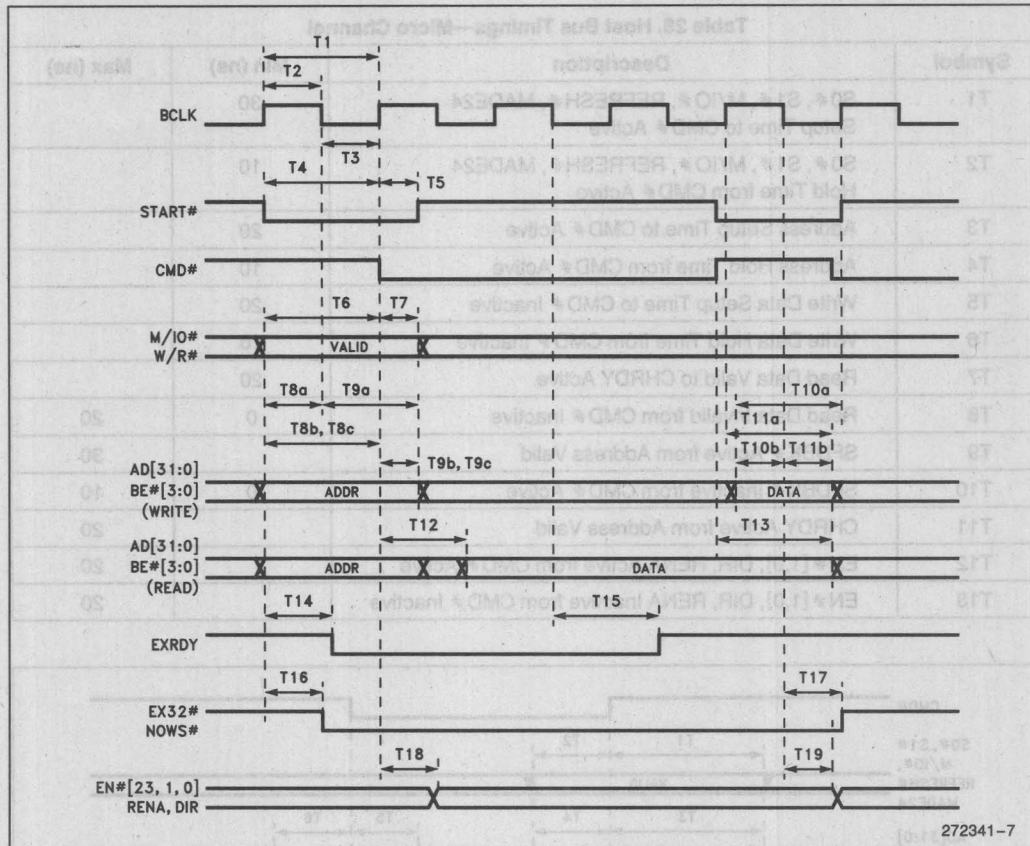 T1
T2
BCLK
T3
T4
T5
START#
CMD#
T6 T7
M/IO#
W/R#
VALID
T8a T9a T10a
T8b, T8c T11a
T9b, T9c T10b T11b
AD[31:0]
BE#[3:0]
(WRITE)
ADDR DATA
T12 T13
AD[31:0]
BE#[3:0]
(READ)
ADDR DATA
T14 T15
EXRDY
T16 T17
EX32#
NOWS#
T18 T19
EN#[23, 1, 0]
RENA, DIR
272341-7